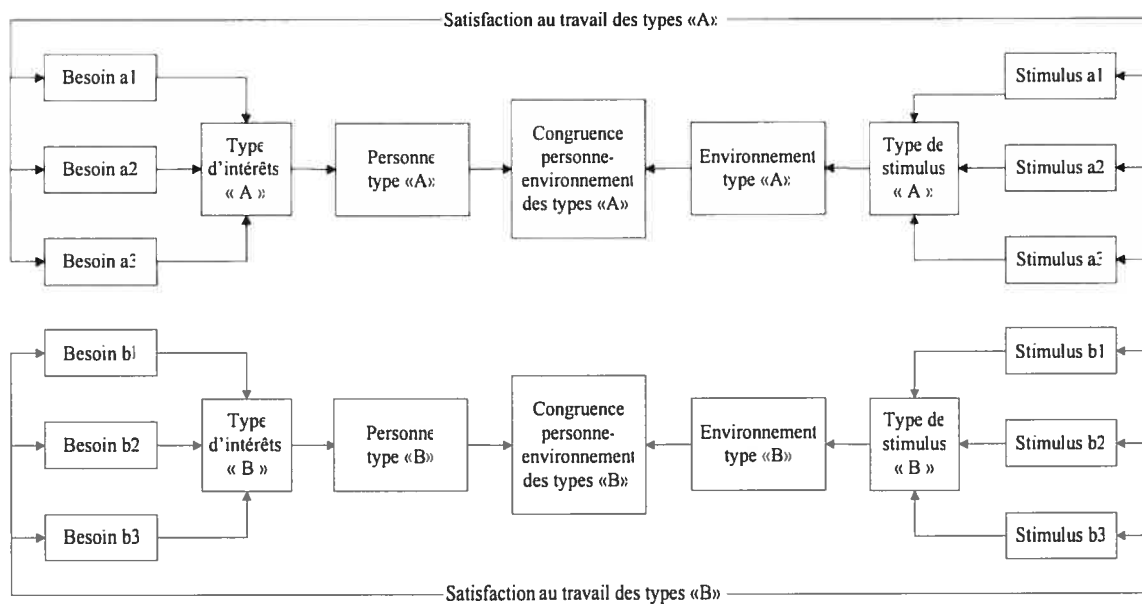 Satisfaction au travail des types «A»
Besoin a1
Stimulus a1
Type
d'intérêts
« A »
Personne
type «A»
Congruence
personne-
environnement
des types «A»
Environnement
type «A»
Type de
stimulus
« A »
Besoin a2
Stimulus a2
Besoin a3
Stimulus a3
Besoin b1
Stimulus b1
Type
d'intérêts
« B »
Personne
type «B»
Congruence
personne-
environnement
des types «B»
Environnement
type «B»
Type de
stimulus
« B »
Besoin b2
Stimulus b2
Besoin b3
Stimulus b3
Satisfaction au travail des types «B»